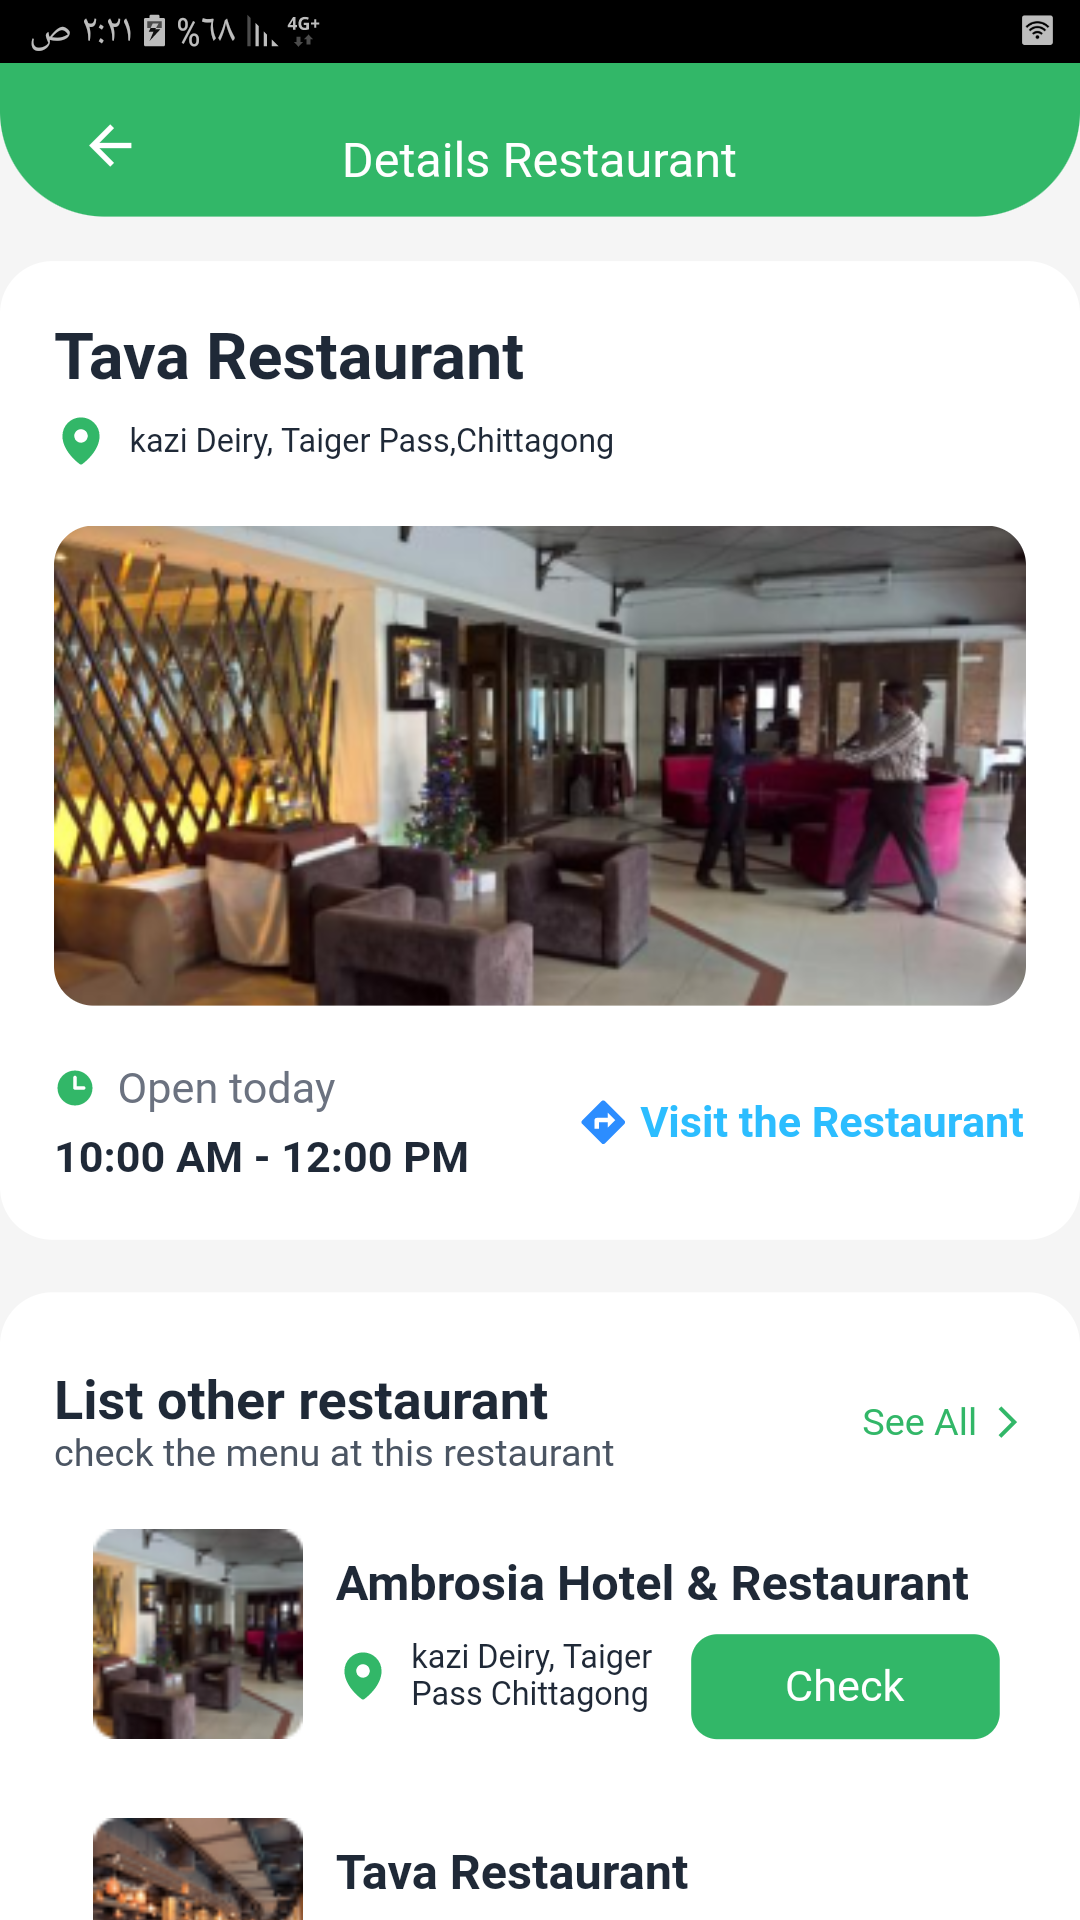 ص ٢:٢١ %٦٨ 4G+
Details Restaurant
Tava Restaurant
kazi Deiry, Taiger Pass,Chittagong
Open today
10:00 AM - 12:00 PM
Visit the Restaurant
List other restaurant
check the menu at this restaurant
See All
Ambrosia Hotel & Restaurant
kazi Deiry, Taiger
Pass Chittagong
Check
Tava Restaurant